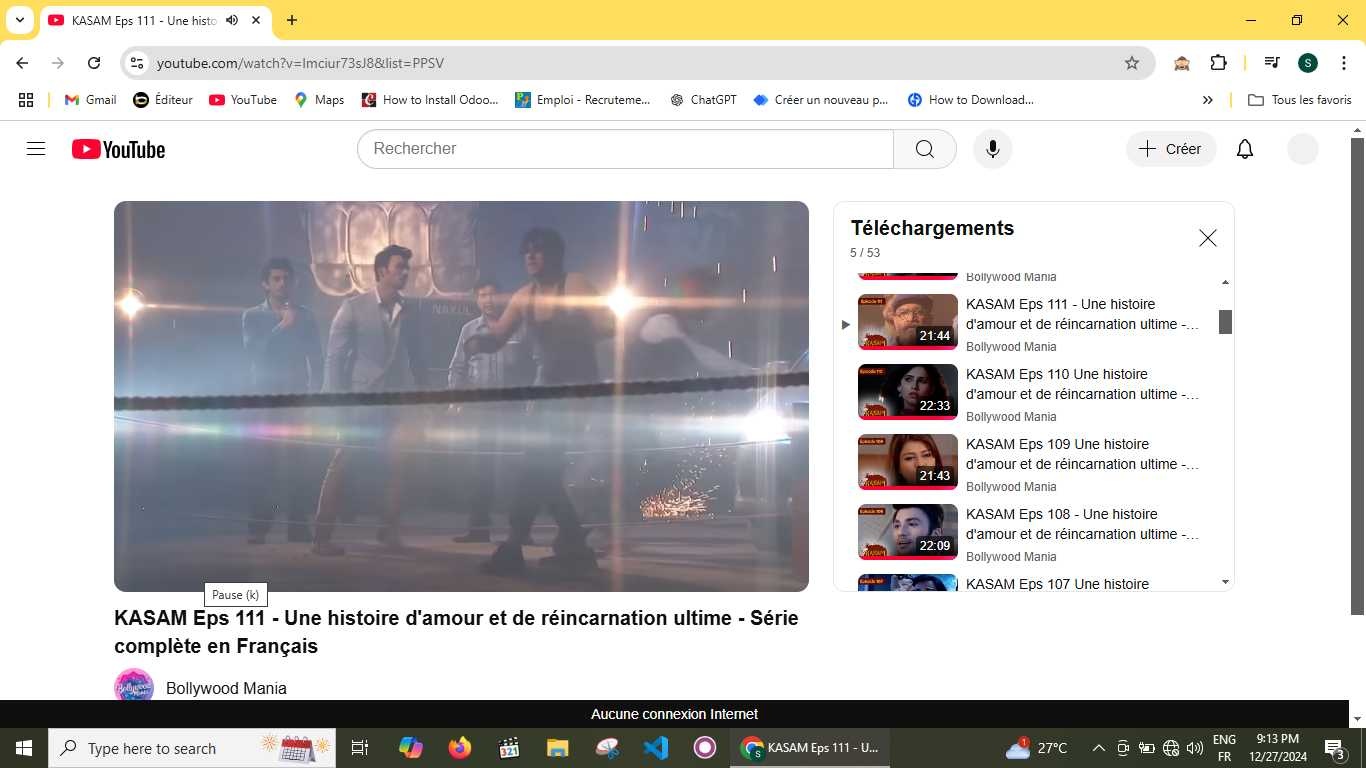 KASAM Eps 111 - Une histo
youtube.com/watch?v=Imciur73sJ8&list=PPSV
S
Gmail
Éditeur
YouTube
Maps
How to Install Odoo...
Emploi - Recruteme...
ChatGPT
Créer un nouveau p...
How to Download...
Tous les favoris
YouTube
Rechercher
Créer
NAKUL
Téléchargements
5 / 53
Bollywood Mania
21:44
KASAM Eps 111 - Une histoire
d'amour et de réincarnation ultime -...
Bollywood Mania
22:33
KASAM Eps 110 Une histoire
d'amour et de réincarnation ultime -...
Bollywood Mania
21:43
KASAM Eps 109 Une histoire
d'amour et de réincarnation ultime -...
Bollywood Mania
22:09
KASAM Eps 108 - Une histoire
d'amour et de réincarnation ultime -...
Bollywood Mania
KASAM Eps 107 Une histoire
Pause (k)
KASAM Eps 111 - Une histoire d'amour et de réincarnation ultime - Série
complète en Français
Bollywood Mania
Aucune connexion Internet
Type here to search
KASAM Eps 111 - U...
27°C
ENG
FR
9:13 PM
12/27/2024
3